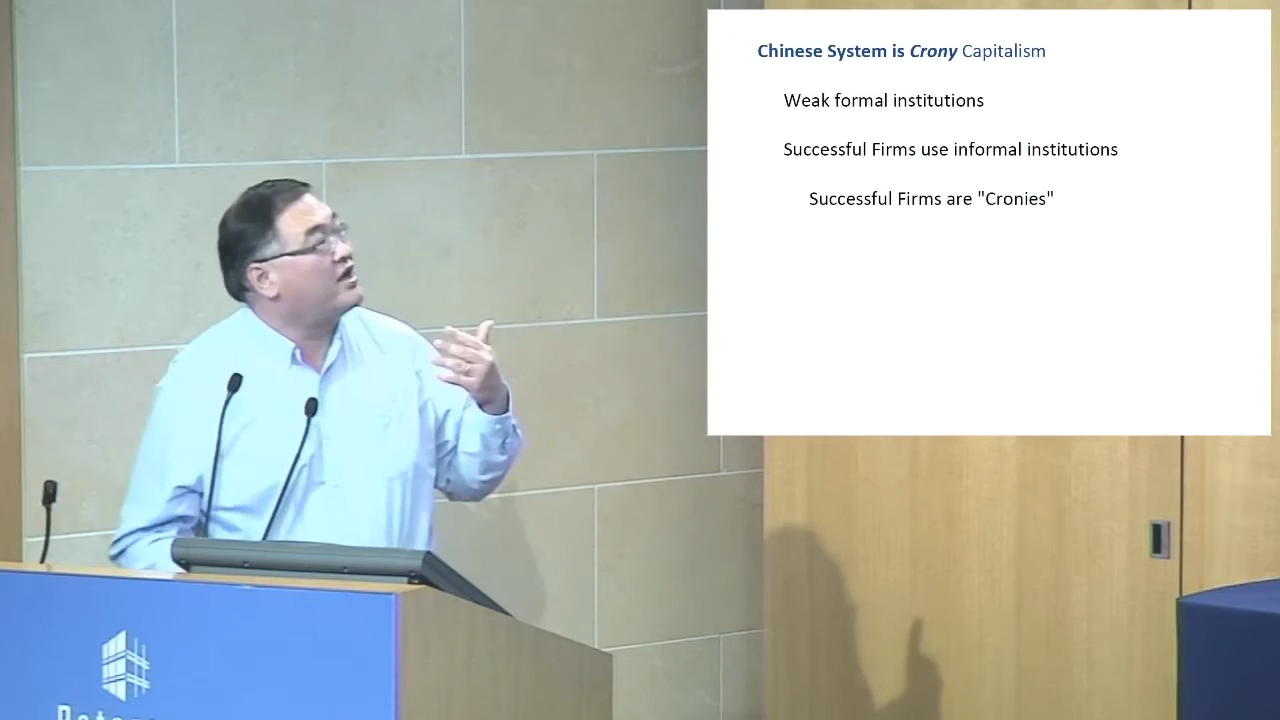 Chinese System is Crony Capitalism
Weak formal institutions
Successful Firms use informal institutions
Successful Firms are "Cronies"